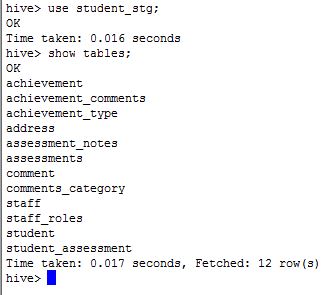 hive> use student_stg;
OK
Time taken: 0.016 seconds
hive> show tables;
OK
achievement
achievement_comments
achievement_type
address
assessment_notes
assessments
comment
comments_category
staff
staff_roles
student
student_assessment
Time taken: 0.017 seconds, Fetched: 12 row(s)
hive>